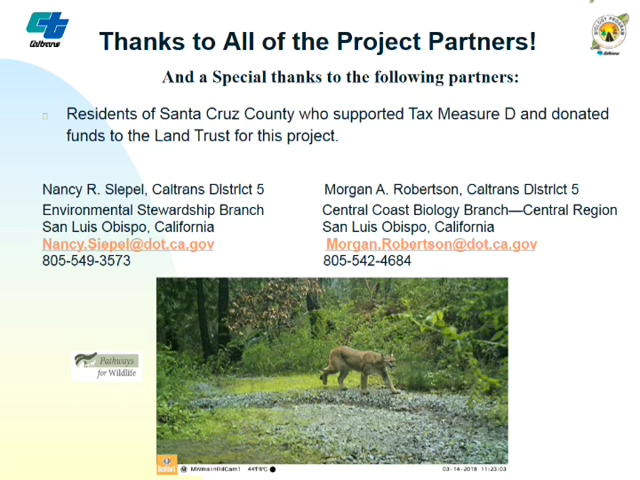 Caltrans
BIOLOGY PROGRAM
Thanks to All of the Project Partners!
And a Special thanks to the following partners:
Residents of Santa Cruz County who supported Tax Measure D and donated
funds to the Land Trust for this project.
Nancy R. Siepel, Caltrans District 5
Environmental Stewardship Branch
San Luis Obispo, California
Nancy.Siepel@dot.ca.gov
805-549-3573
Morgan A. Robertson, Caltrans District 5
Central Coast Biology Branch—Central Region
San Luis Obispo, California
Morgan.Robertson@dot.ca.gov
805-542-4684
Pathways
for Wildlife
03-14-2018 11:23:03